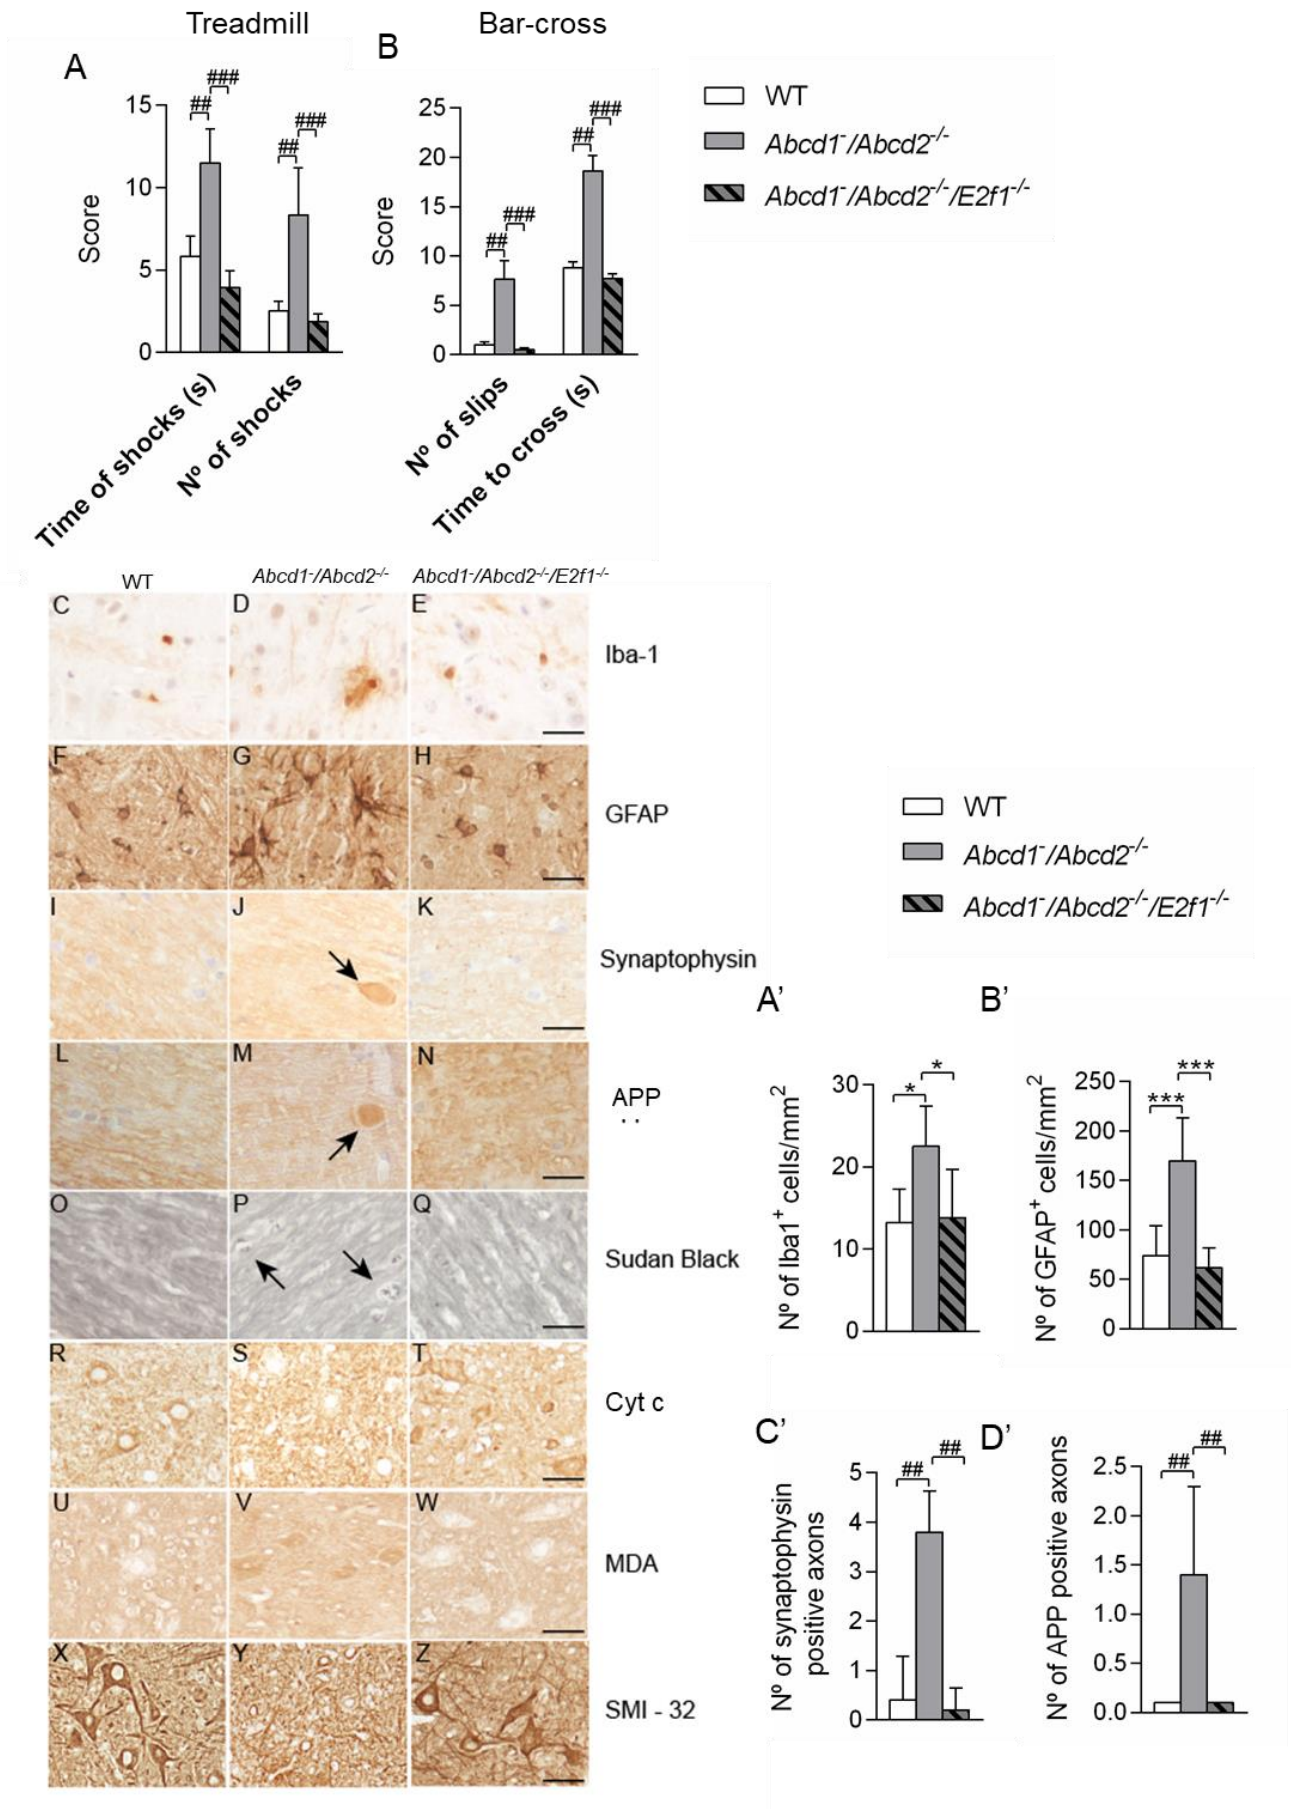 Treadmill
Bar-cross
A
B
15
10
5
0
Score
##
###
##
###
Time of shocks (s)
Nº of shocks
25
20
15
10
5
0
Score
##
###
##
###
Nº of slips
Time to cross (s)
WT
Abcd1⁻/Abcd2⁻/⁻
Abcd1⁻/Abcd2⁻/⁻/E2f1⁻/⁻
WT
Abcd1⁻/Abcd2⁻/⁻
Abcd1⁻/Abcd2⁻/⁻/E2f1⁻/⁻
C D E Iba-1
F G H GFAP
I J K Synaptophysin
L M N APP
O P Q Sudan Black
R S T Cyt c
U V W MDA
X Y Z SMI - 32
WT
Abcd1⁻/Abcd2⁻/⁻
Abcd1⁻/Abcd2⁻/⁻/E2f1⁻/⁻
A’
Nº of Iba1⁺ cells/mm²
30
20
10
0
*
*
B’
Nº of GFAP⁺ cells/mm²
250
200
150
100
50
0
***
***
C’
Nº of synaptophysin
positive axons
5
4
3
2
1
0
##
##
D’
Nº of APP positive axons
2.5
2.0
1.5
1.0
0.5
0.0
##
##